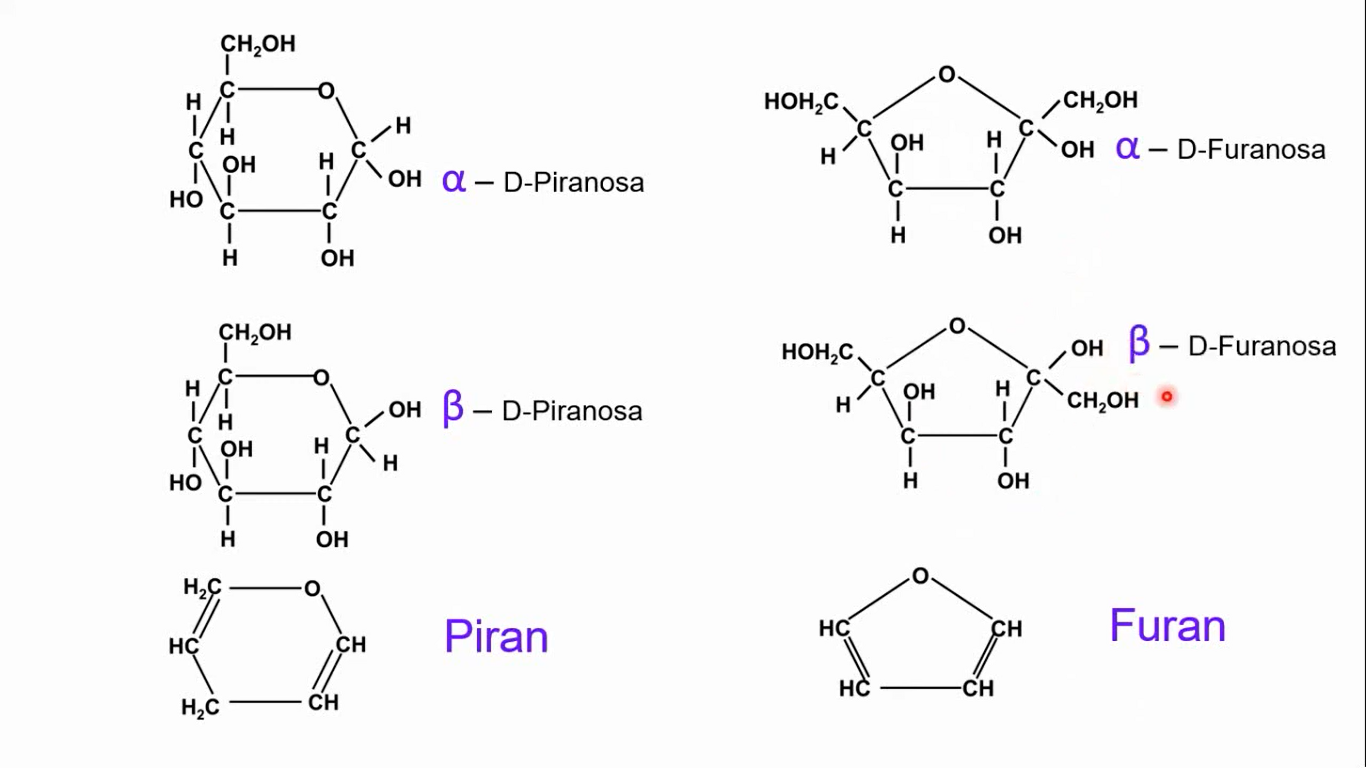 CH₂OH
C O
H
H
H
C C
OH H
OH
HO
C C
H OH
α – D-Piranosa
O
HOH₂C CH₂OH
C C
OH H
H OH
C C
H OH
α – D-Furanosa
CH₂OH
C O
H
OH
H
C C
OH H H
HO
C C
H
OH
β – D-Piranosa
O
HOH₂C OH
C C
OH H
H CH₂OH
C C
H OH
β – D-Furanosa
H₂C O
HC CH
H₂C CH
Piran
O
HC CH
HC CH
Furan